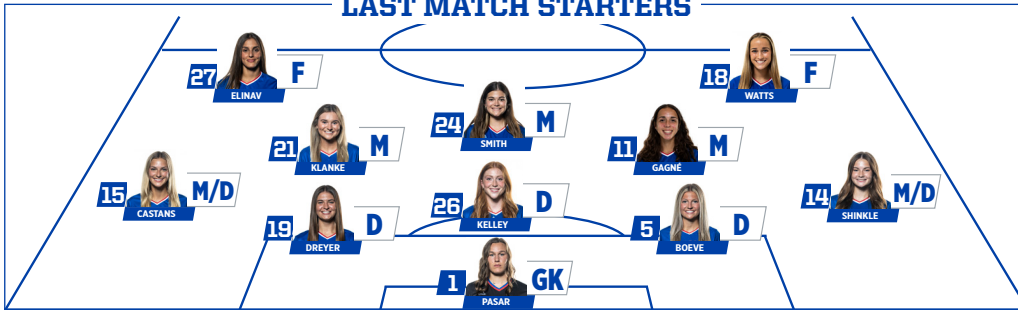 LAST MATCH STARTERS
27 F
ELINAV
18 F
WATTS
24 M
SMITH
21 M
KLANKE
11 M
GAGNÉ
15 M/D
CASTANS
14 M/D
SHINKLE
19 D
DREYER
26 D
KELLEY
5 D
BOEVE
1 GK
PASAR